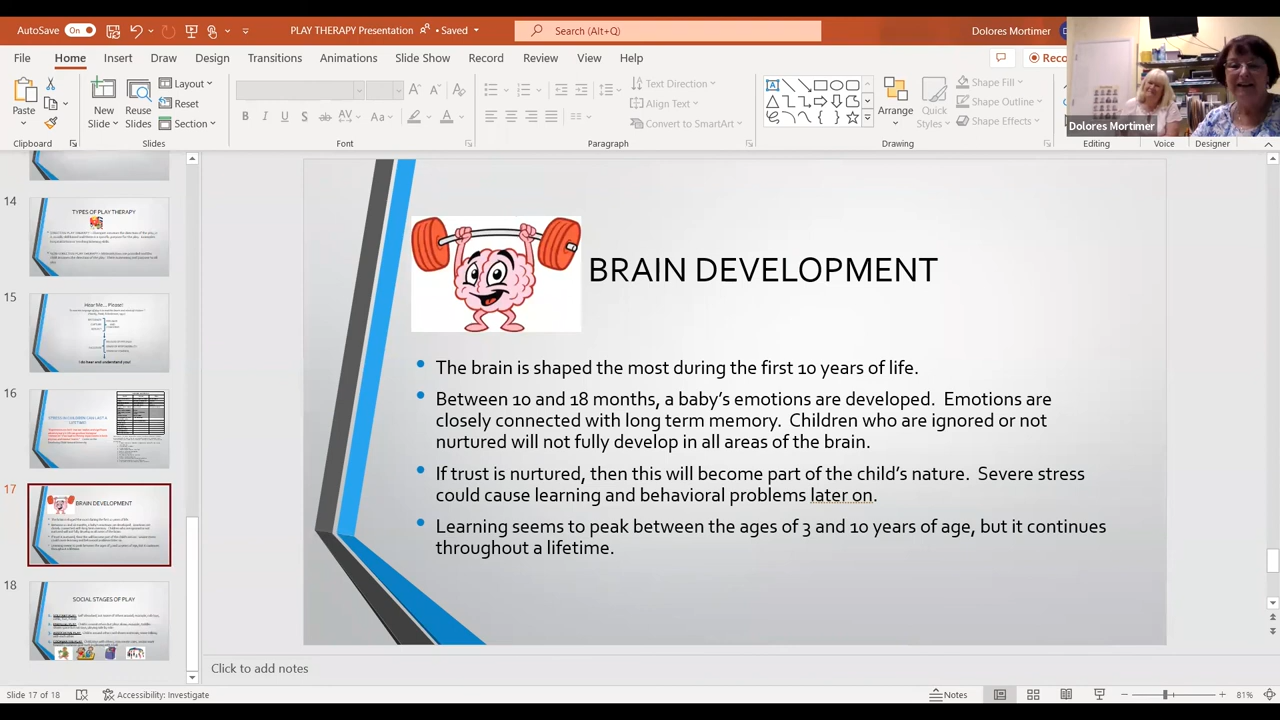 AutoSave On
PLAY THERAPY Presentation • Saved
Search (Alt+Q)
Dolores Mortimer
File Home Insert Draw Design Transitions Animations Slide Show Record Review View Help
Paste
New Slide
Reuse Slides
Layout
Reset
Section
Text Direction
Align Text
Convert to SmartArt
Arrange
Quick Styles
Shape Fill
Shape Outline
Shape Effects
Dolores Mortimer
Clipboard Slides Font Paragraph Drawing Editing Voice Designer
14
TYPES OF PLAY THERAPY
15
Hear Me... Please!
16
17
BRAIN DEVELOPMENT
18
SOCIAL STAGES OF PLAY
BRAIN DEVELOPMENT
• The brain is shaped the most during the first 10 years of life.
• Between 10 and 18 months, a baby's emotions are developed. Emotions are
closely connected with long term memory. Children who are ignored or not
nurtured will not fully develop in all areas of the brain.
• If trust is nurtured, then this will become part of the child's nature. Severe stress
could cause learning and behavioral problems later on.
• Learning seems to peak between the ages of 3 and 10 years of age, but it continues
throughout a lifetime.
Click to add notes
Slide 17 of 18
Accessibility: Investigate
Notes
81%